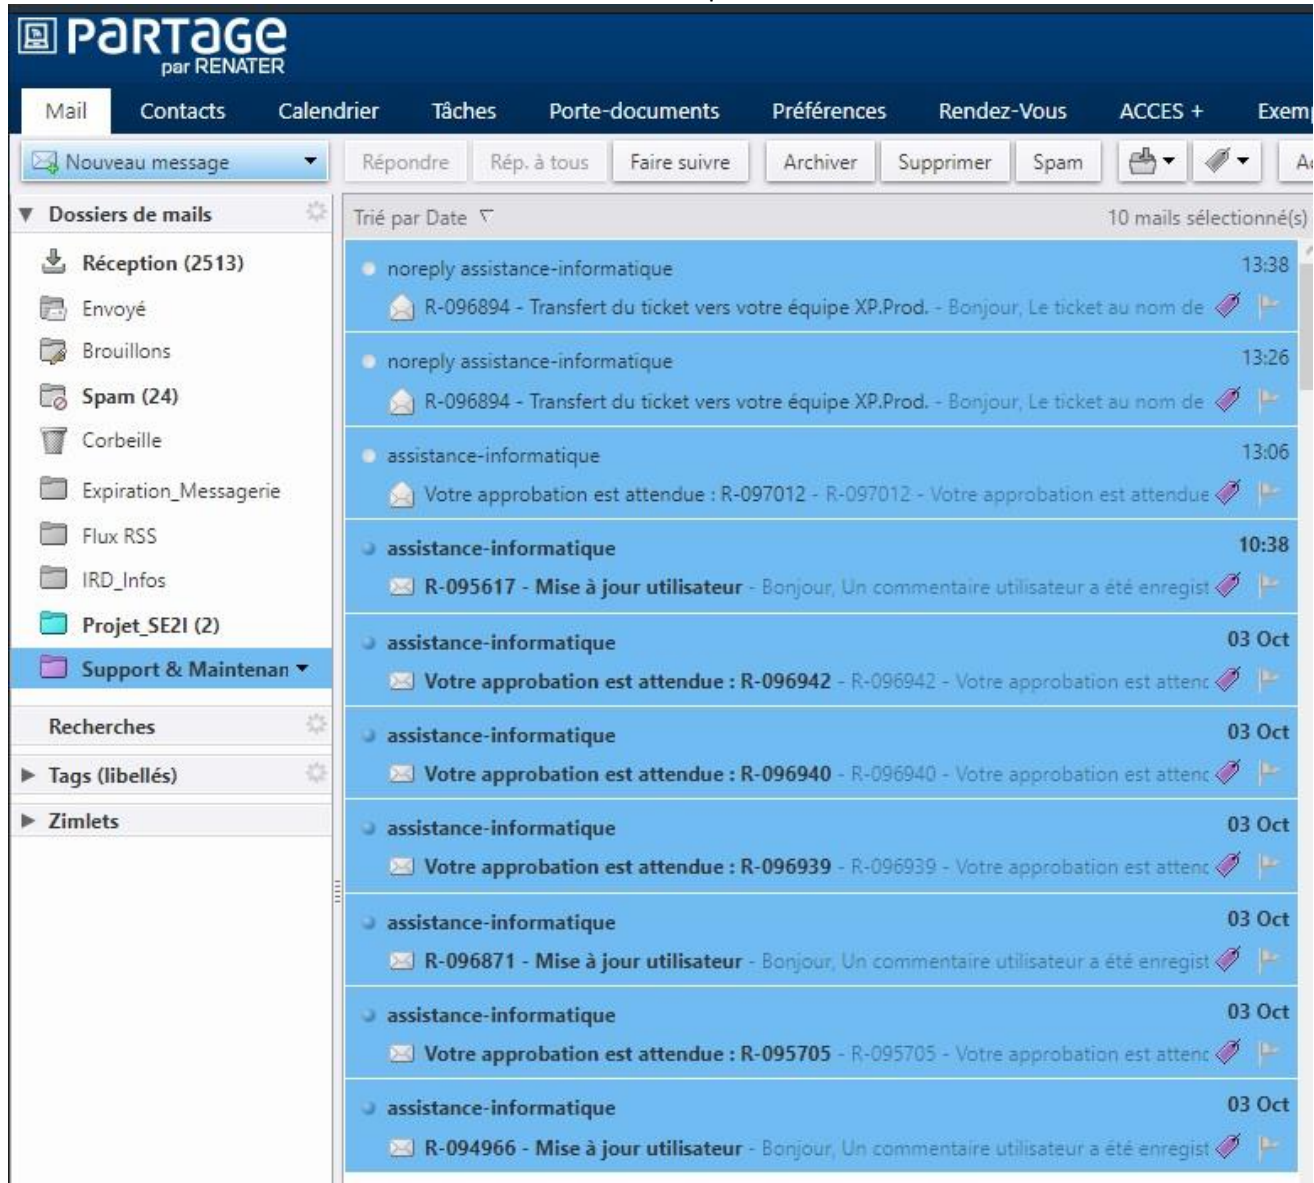 PaRTaGe
par RENATER
Mail Contacts Calendrier Tâches Porte-documents Préférences Rendez-Vous ACCES + Exemp
Nouveau message Répondre Rép. à tous Faire suivre Archiver Supprimer Spam
Dossiers de mails Trié par Date 10 mails sélectionné(s)
Réception (2513)
Envoyé
Brouillons
Spam (24)
Corbeille
Expiration_Messagerie
Flux RSS
IRD_Infos
Projet_SE2I (2)
Support & Maintenan
Recherches
Tags (libellés)
Zimlets
noreply assistance-informatique 13:38
R-096894 - Transfert du ticket vers votre équipe XP.Prod. - Bonjour, Le ticket au nom de
noreply assistance-informatique 13:26
R-096894 - Transfert du ticket vers votre équipe XP.Prod. - Bonjour, Le ticket au nom de
assistance-informatique 13:06
Votre approbation est attendue : R-097012 - R-097012 - Votre approbation est attendue
assistance-informatique 10:38
R-095617 - Mise à jour utilisateur - Bonjour, Un commentaire utilisateur a été enregist
assistance-informatique 03 Oct
Votre approbation est attendue : R-096942 - R-096942 - Votre approbation est attenc
assistance-informatique 03 Oct
Votre approbation est attendue : R-096940 - R-096940 - Votre approbation est attenc
assistance-informatique 03 Oct
Votre approbation est attendue : R-096939 - R-096939 - Votre approbation est attenc
assistance-informatique 03 Oct
R-096871 - Mise à jour utilisateur - Bonjour, Un commentaire utilisateur a été enregist
assistance-informatique 03 Oct
Votre approbation est attendue : R-095705 - R-095705 - Votre approbation est attenc
assistance-informatique 03 Oct
R-094966 - Mise à jour utilisateur - Bonjour, Un commentaire utilisateur a été enregist